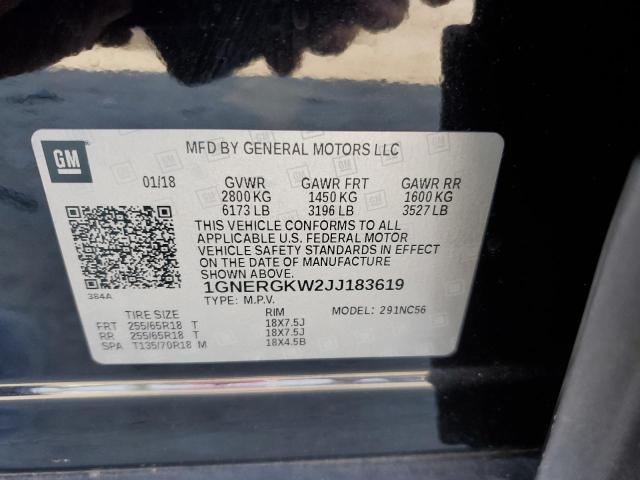 GM
MFD BY GENERAL MOTORS LLC
01/18 GVWR GAWR FRT GAWR RR
2800 KG 1450 KG 1600 KG
6173 LB 3196 LB 3527 LB
THIS VEHICLE CONFORMS TO ALL
APPLICABLE U.S. FEDERAL MOTOR
VEHICLE SAFETY STANDARDS IN EFFECT
ON THE DATE OF MANUFACTURE
SHOWN ABOVE.
384A
1GNERGKW2JJ183619
TYPE: M.P.V.
MODEL: 291NC56
TIRE SIZE RIM
FRT 255/65R18 T 18X7.5J
RR 255/65R18 T 18X7.5J
SPA T135/70R18 M 18X4.5B